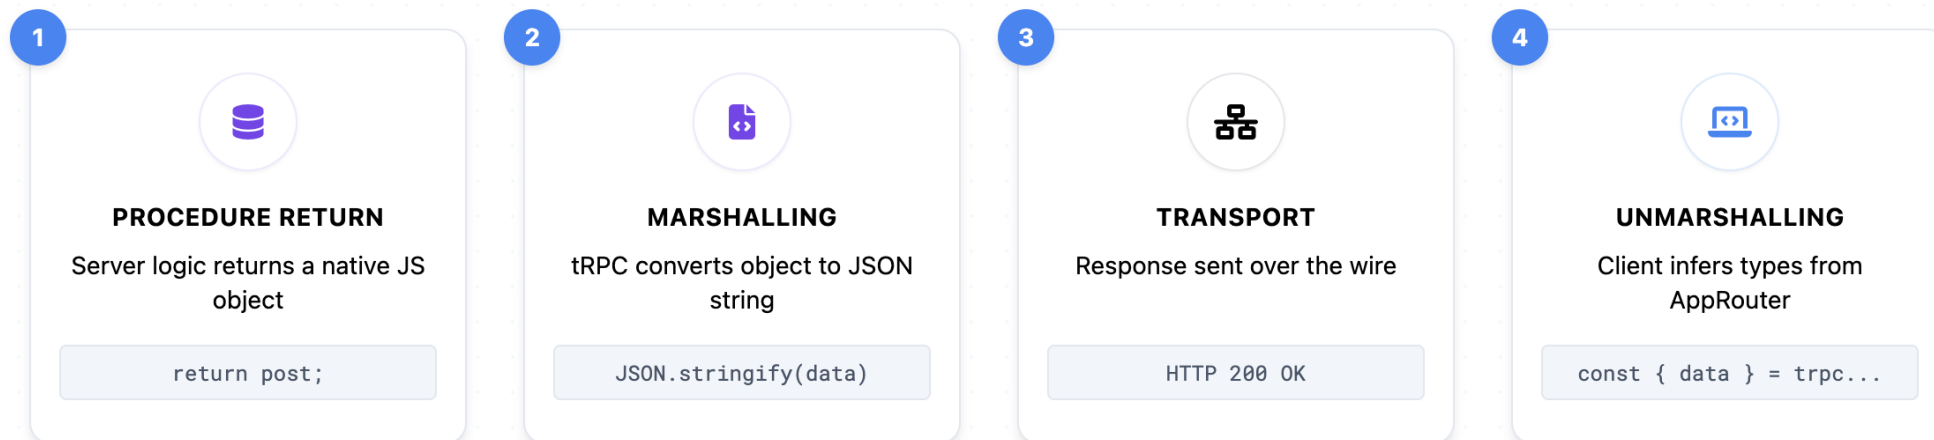 1
PROCEDURE RETURN
Server logic returns a native JS
object
return post;
2
MARSHALLING
tRPC converts object to JSON
string
JSON.stringify(data)
3
TRANSPORT
Response sent over the wire
HTTP 200 OK
4
UNMARSHALLING
Client infers types from
AppRouter
const { data } = trpc...